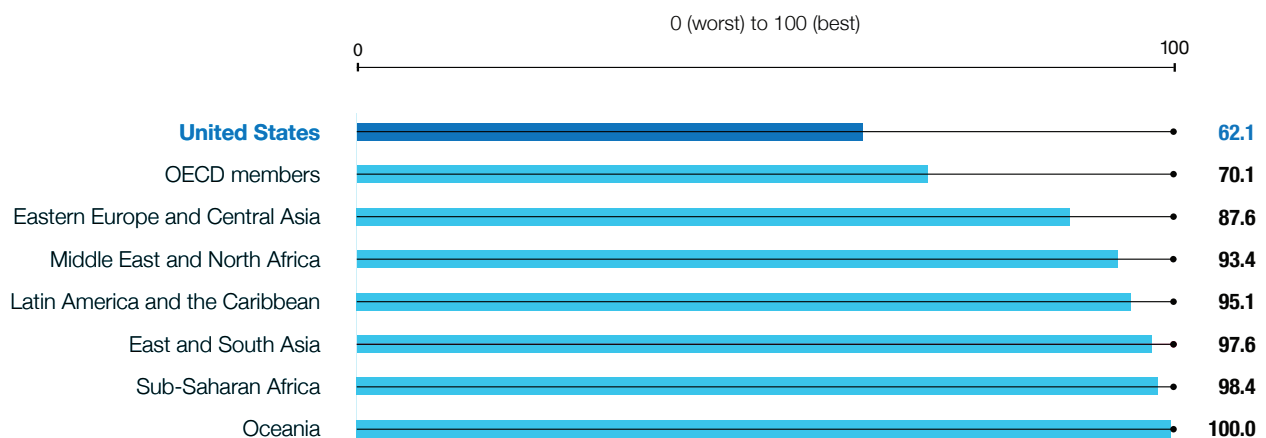 0 (worst) to 100 (best)
0 100
United States 62.1
OECD members 70.1
Eastern Europe and Central Asia 87.6
Middle East and North Africa 93.4
Latin America and the Caribbean 95.1
East and South Asia 97.6
Sub-Saharan Africa 98.4
Oceania 100.0